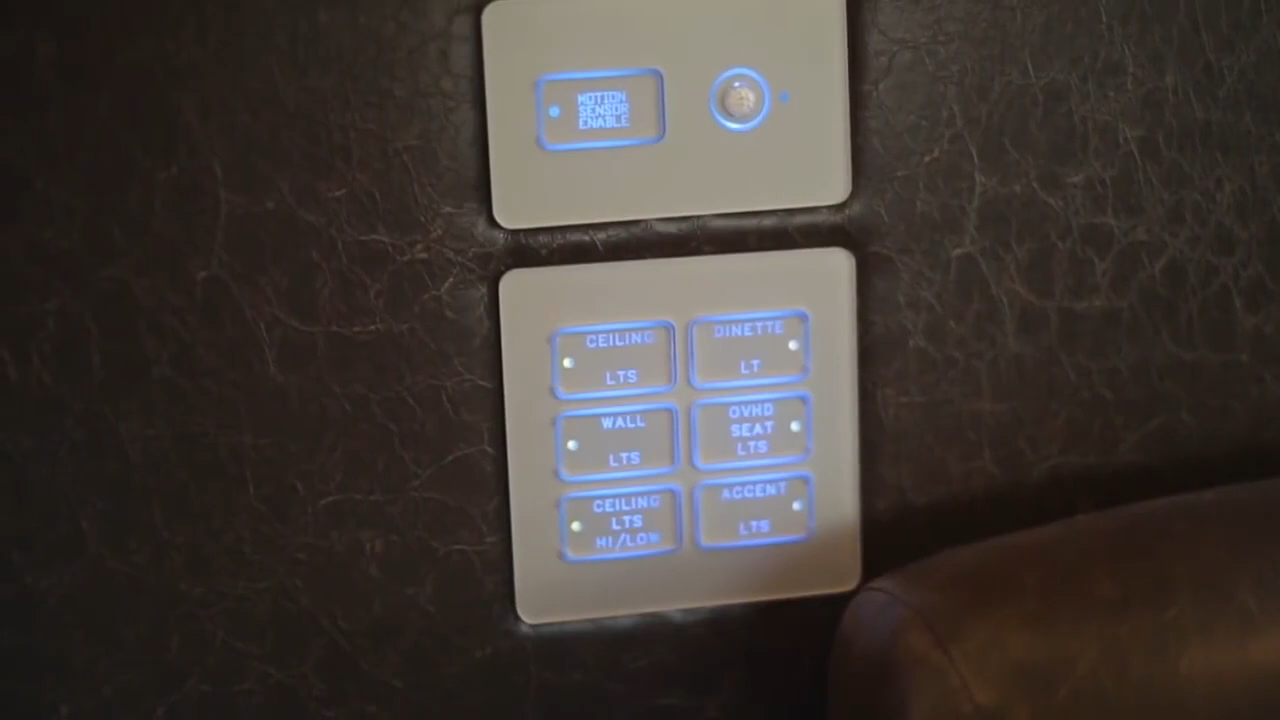 MOTION
SENSOR
ENABLE
CEILING
LTS
DINETTE
LT
WALL
LTS
OVHD
SEAT
LTS
CEILING
LTS
HI/LOW
ACCENT
LTS